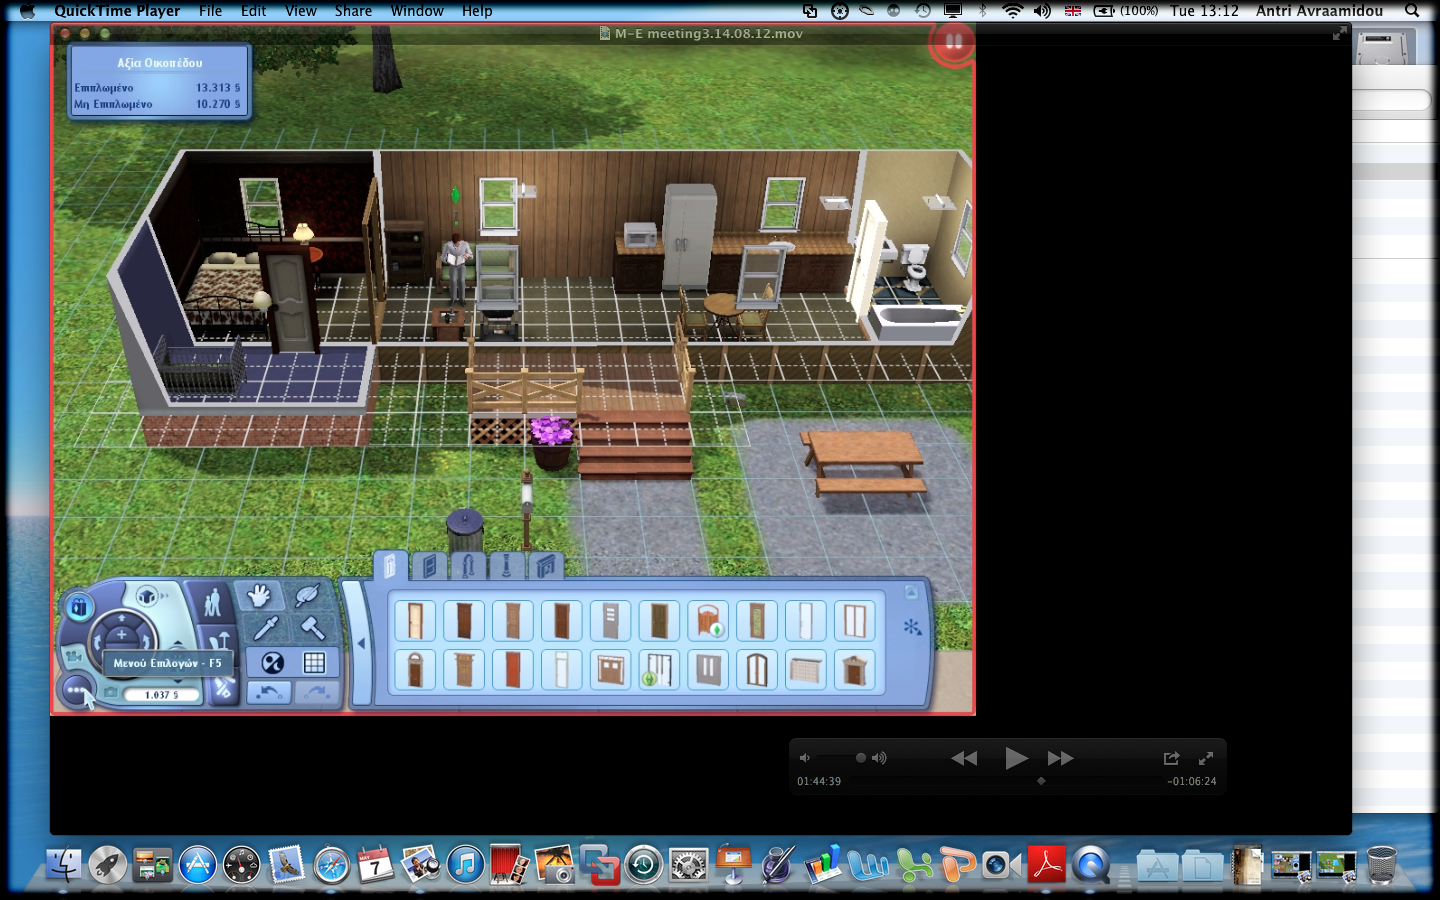 QuickTime Player File Edit View Share Window Help (100%) Tue 13:12 Antri Avraamidou
M-E meeting3.14.08.12.mov
Αξία Οικοπέδου
Επιπλωμένο 13.313 §
Μη Επιπλωμένο 10.270 §
Μενού Επιλογών - F5
1.037 §
01:44:39 -01:06:24
MAY
7